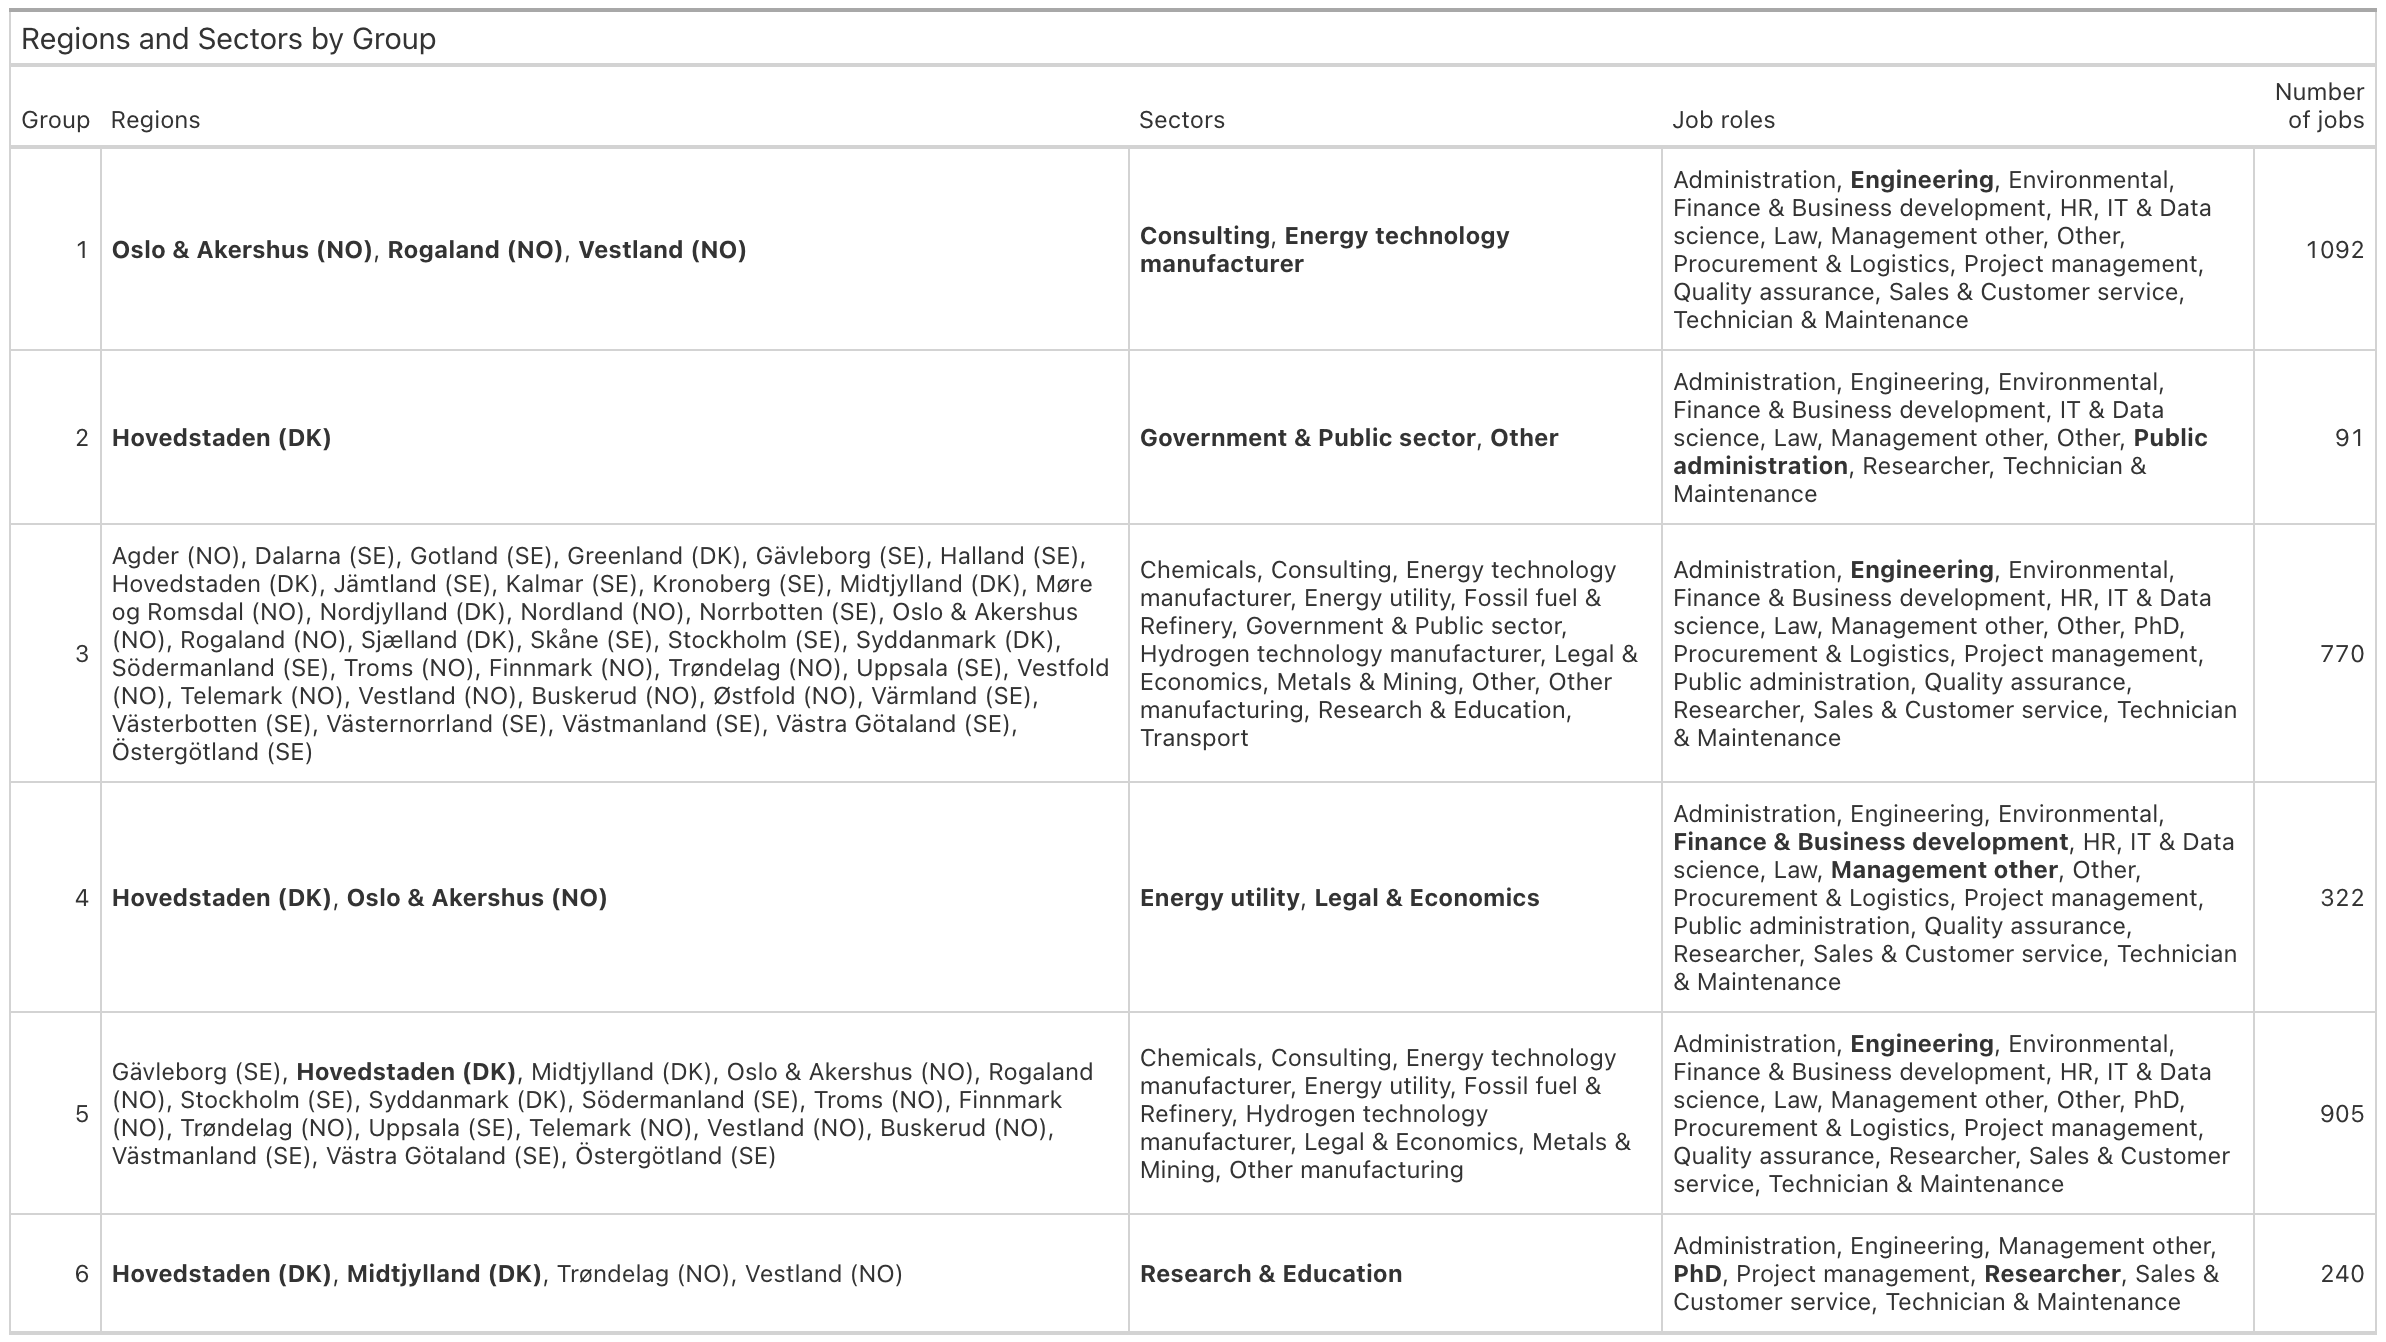 Regions and Sectors by Group
Group Regions Sectors Job roles Number of jobs
1
Oslo & Akershus (NO), Rogaland (NO), Vestland (NO)
Consulting, Energy technology
manufacturer
Administration, Engineering, Environmental,
Finance & Business development, HR, IT & Data
science, Law, Management other, Other,
Procurement & Logistics, Project management,
Quality assurance, Sales & Customer service,
Technician & Maintenance
1092
2
Hovedstaden (DK)
Government & Public sector, Other
Administration, Engineering, Environmental,
Finance & Business development, IT & Data
science, Law, Management other, Other, Public
administration, Researcher, Technician &
Maintenance
91
3
Agder (NO), Dalarna (SE), Gotland (SE), Greenland (DK), Gävleborg (SE), Halland (SE),
Hovedstaden (DK), Jämtland (SE), Kalmar (SE), Kronoberg (SE), Midtjylland (DK), Møre
og Romsdal (NO), Nordjylland (DK), Nordland (NO), Norrbotten (SE), Oslo & Akershus
(NO), Rogaland (NO), Sjælland (DK), Skåne (SE), Stockholm (SE), Syddanmark (DK),
Södermanland (SE), Troms (NO), Finnmark (NO), Trøndelag (NO), Uppsala (SE), Vestfold
(NO), Telemark (NO), Vestland (NO), Buskerud (NO), Østfold (NO), Värmland (SE),
Västerbotten (SE), Västernorrland (SE), Västmanland (SE), Västra Götaland (SE),
Östergötland (SE)
Chemicals, Consulting, Energy technology
manufacturer, Energy utility, Fossil fuel &
Refinery, Government & Public sector,
Hydrogen technology manufacturer, Legal &
Economics, Metals & Mining, Other, Other
manufacturing, Research & Education,
Transport
Administration, Engineering, Environmental,
Finance & Business development, HR, IT & Data
science, Law, Management other, Other, PhD,
Procurement & Logistics, Project management,
Public administration, Quality assurance,
Researcher, Sales & Customer service, Technician
& Maintenance
770
4
Hovedstaden (DK), Oslo & Akershus (NO)
Energy utility, Legal & Economics
Administration, Engineering, Environmental,
Finance & Business development, HR, IT & Data
science, Law, Management other, Other,
Procurement & Logistics, Project management,
Public administration, Quality assurance,
Researcher, Sales & Customer service, Technician
& Maintenance
322
5
Gävleborg (SE), Hovedstaden (DK), Midtjylland (DK), Oslo & Akershus (NO), Rogaland
(NO), Stockholm (SE), Syddanmark (DK), Södermanland (SE), Troms (NO), Finnmark
(NO), Trøndelag (NO), Uppsala (SE), Telemark (NO), Vestland (NO), Buskerud (NO),
Västmanland (SE), Västra Götaland (SE), Östergötland (SE)
Chemicals, Consulting, Energy technology
manufacturer, Energy utility, Fossil fuel &
Refinery, Hydrogen technology
manufacturer, Legal & Economics, Metals &
Mining, Other manufacturing
Administration, Engineering, Environmental,
Finance & Business development, HR, IT & Data
science, Law, Management other, Other, PhD,
Procurement & Logistics, Project management,
Quality assurance, Researcher, Sales & Customer
service, Technician & Maintenance
905
6
Hovedstaden (DK), Midtjylland (DK), Trøndelag (NO), Vestland (NO)
Research & Education
Administration, Engineering, Management other,
PhD, Project management, Researcher, Sales &
Customer service, Technician & Maintenance
240